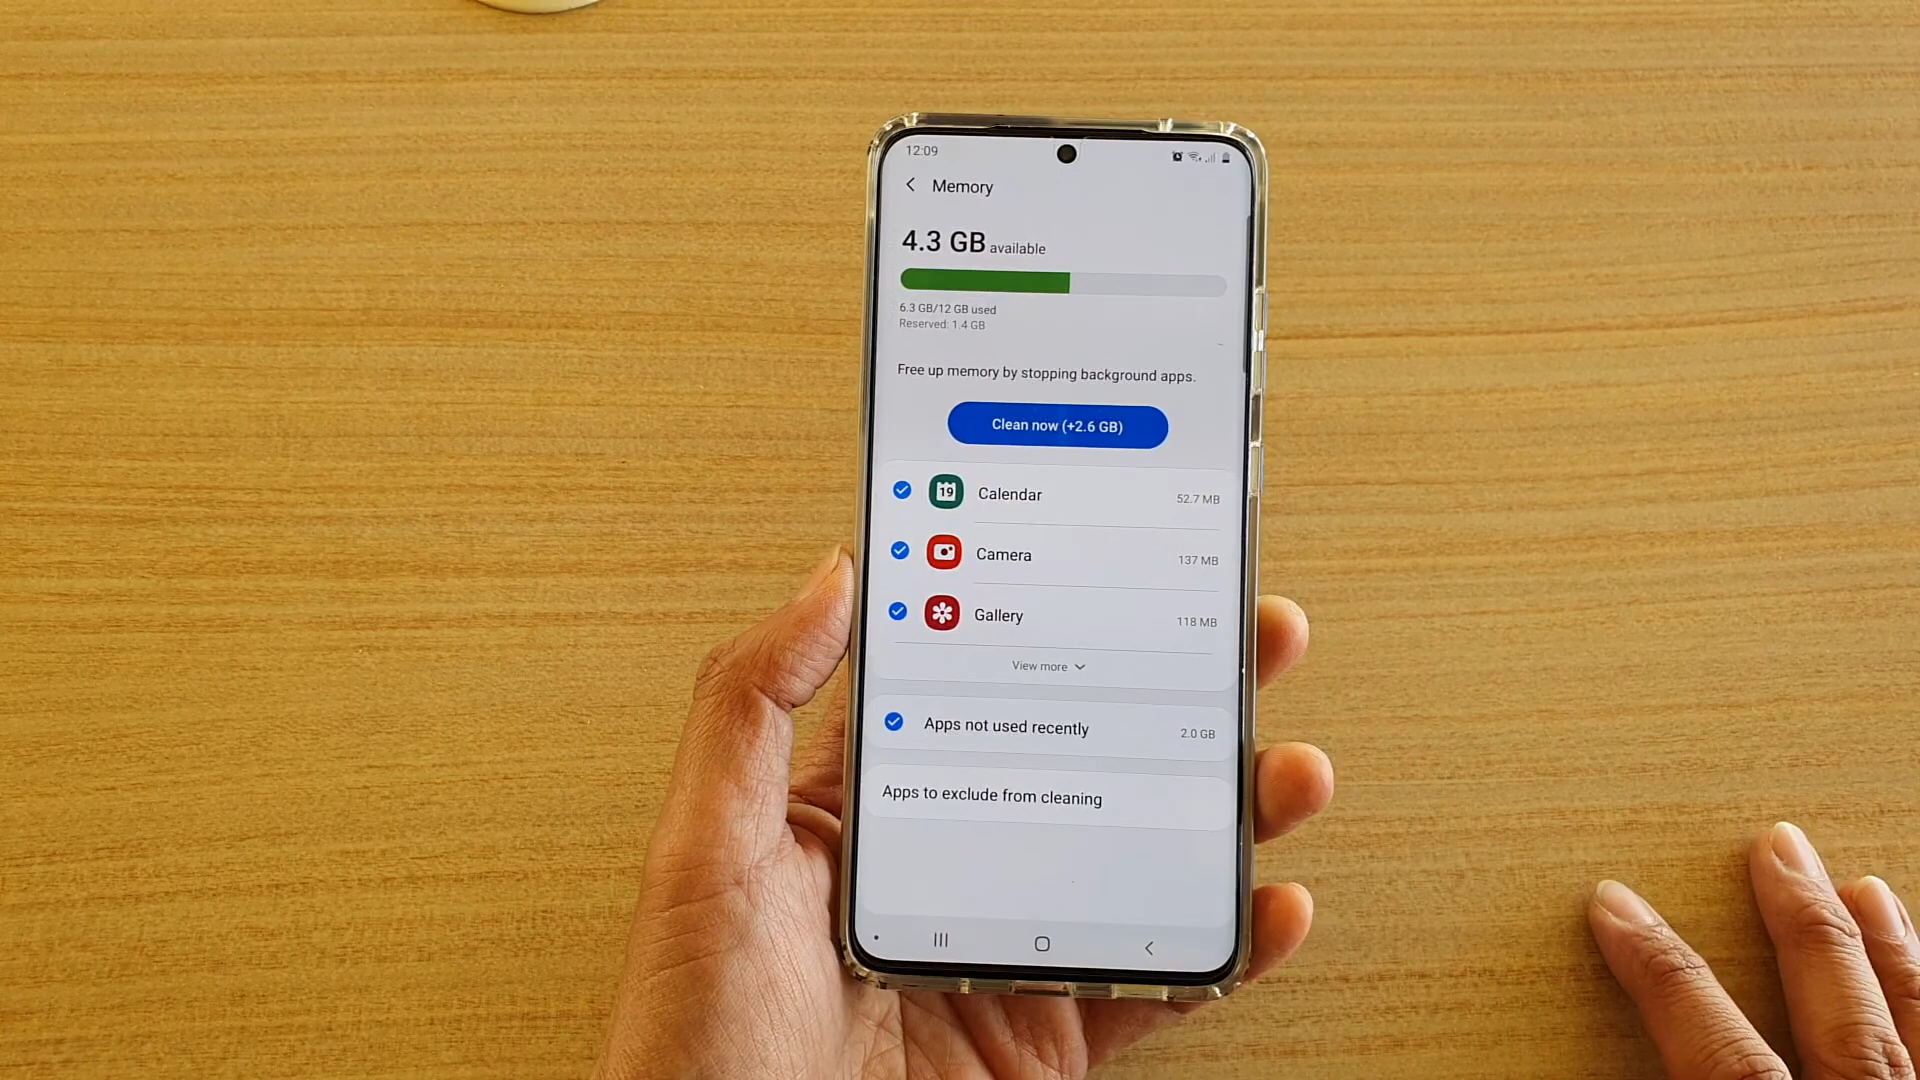 12:09
Memory
4.3 GB available
6.3 GB/12 GB used
Reserved: 1.4 GB
Free up memory by stopping background apps.
Clean now (+2.6 GB)
19 Calendar 52.7 MB
Camera 137 MB
Gallery 118 MB
View more
Apps not used recently 2.0 GB
Apps to exclude from cleaning